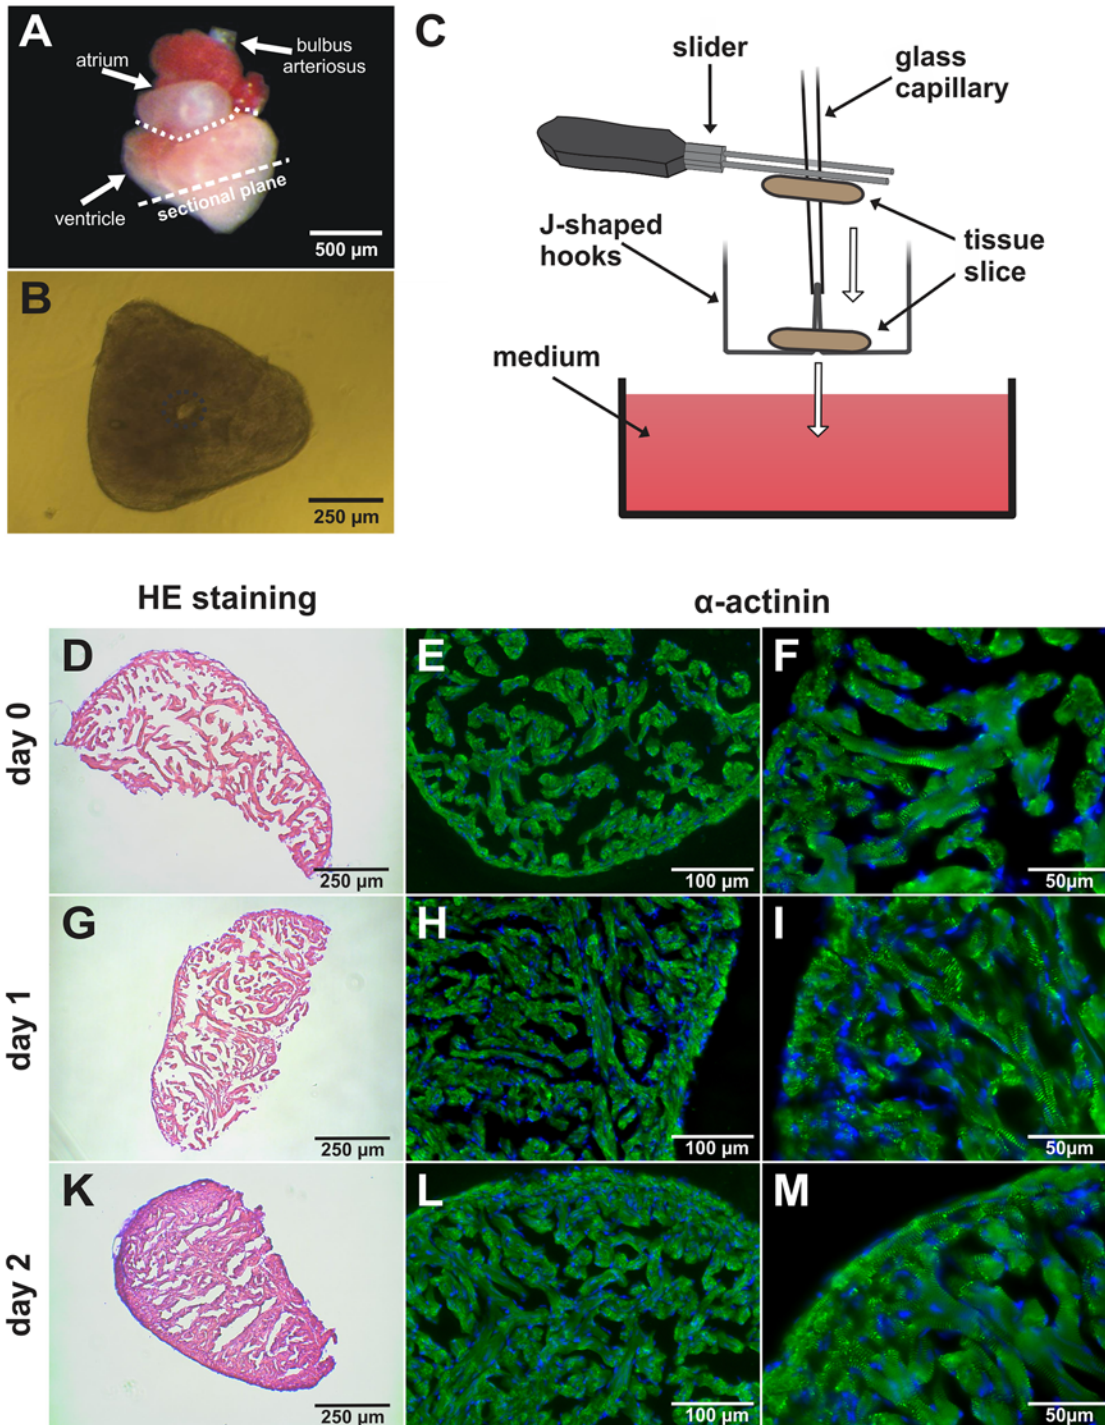 A
atrium
bulbus
arteriosus
ventricle
sectional plane
500 µm
B
250 µm
C
slider
glass
capillary
J-shaped
hooks
tissue
slice
medium
HE staining
α-actinin
day 0
D
250 µm
E
100 µm
F
50µm
day 1
G
250 µm
H
100 µm
I
50µm
day 2
K
250 µm
L
100 µm
M
50µm